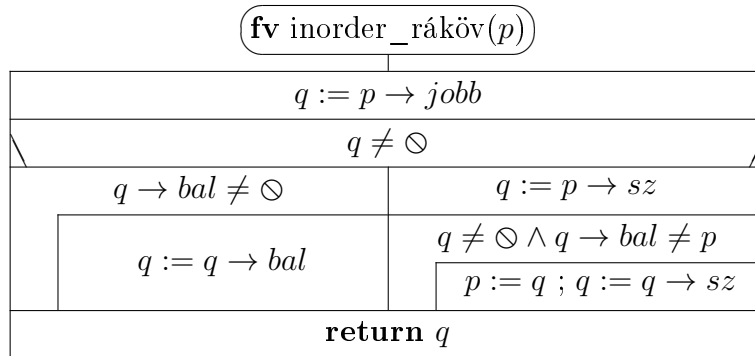 fv inorder_ráköv(p)
q := p → jobb
q ≠ ⦸
q → bal ≠ ⦸
q := p → sz
q := q → bal
q ≠ ⦸ ∧ q → bal ≠ p
p := q ; q := q → sz
return q